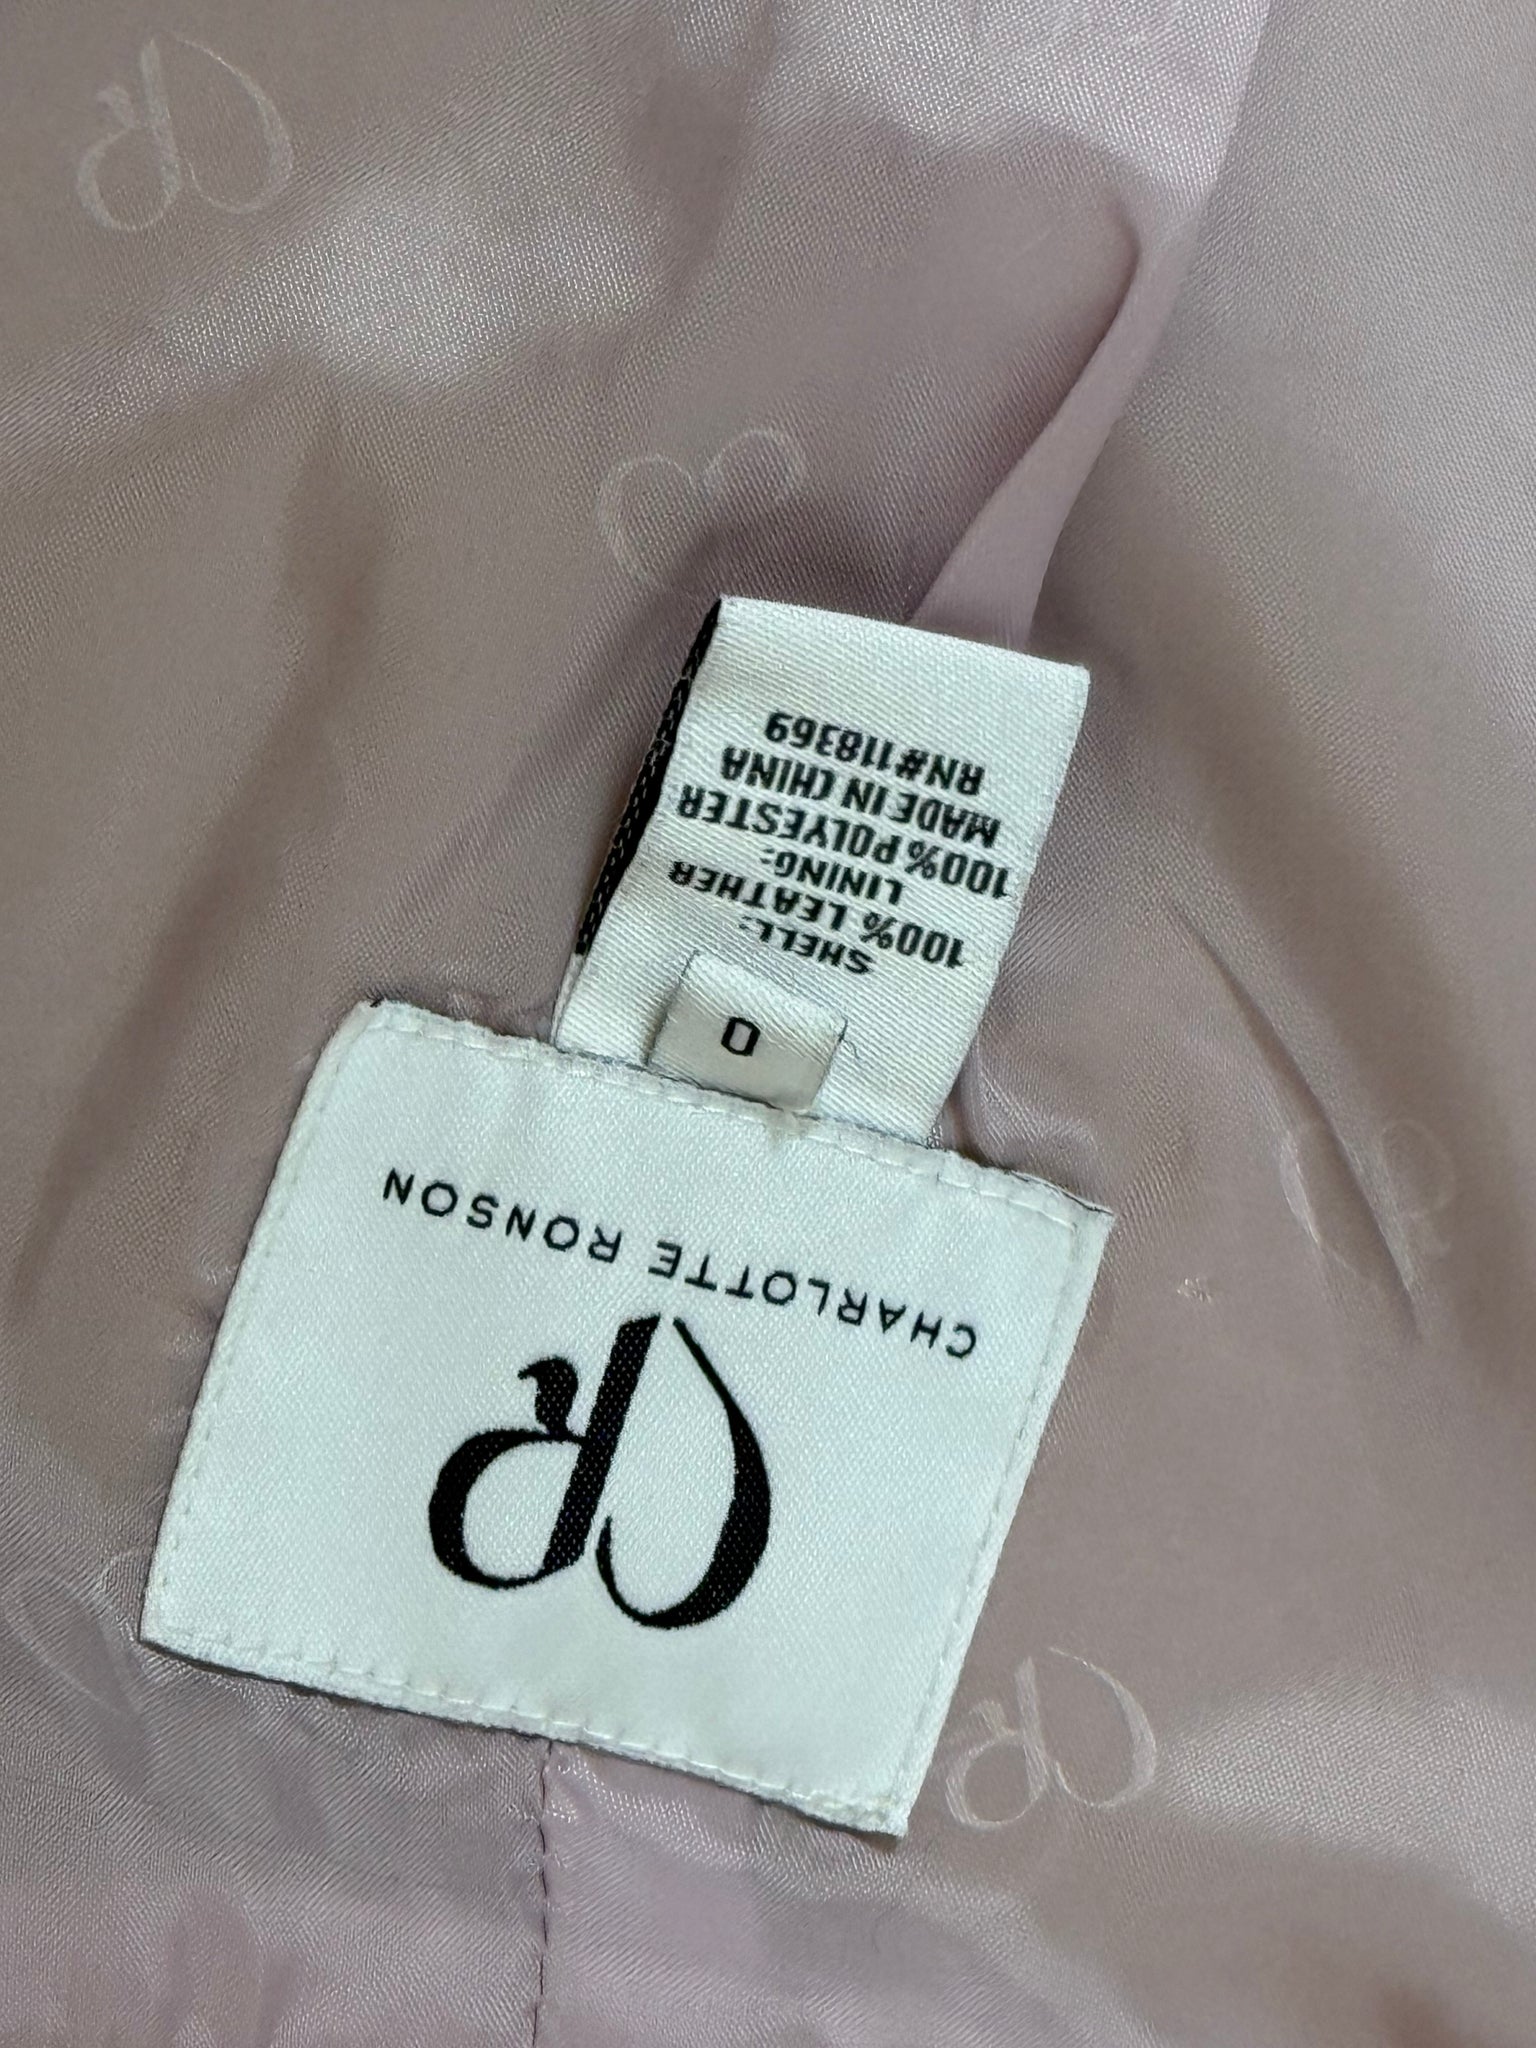 CR
CHARLOTTE RONSON
0
SHELL:
100% LEATHER
LINING:
100% POLYESTER
MADE IN CHINA
RN#118369